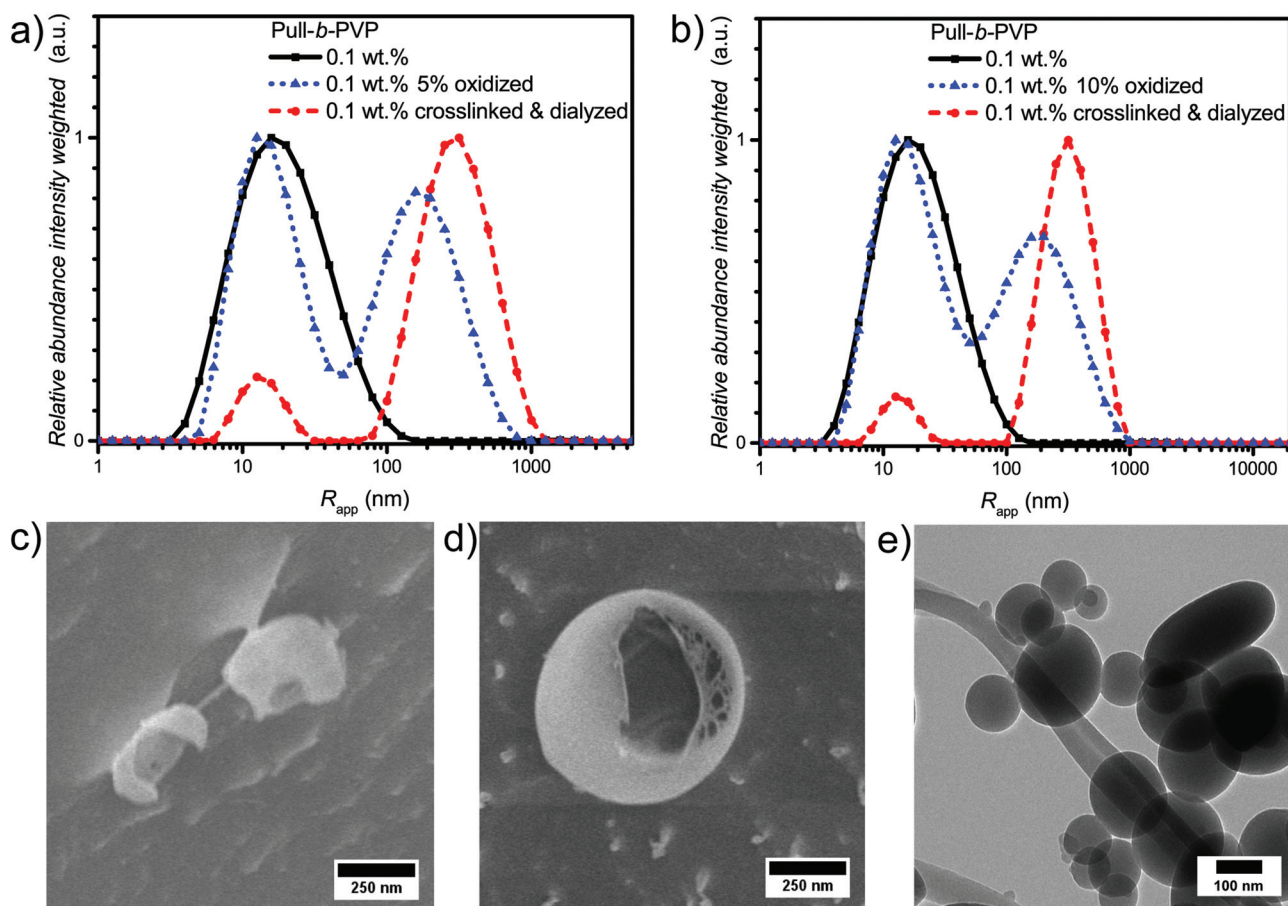 a)
Pull-b-PVP
0.1 wt.%
0.1 wt.% 5% oxidized
0.1 wt.% crosslinked & dialyzed
Relative abundance intensity weighted (a.u.)
1
0
1
10
100
1000
R_app (nm)
b)
Pull-b-PVP
0.1 wt.%
0.1 wt.% 10% oxidized
0.1 wt.% crosslinked & dialyzed
Relative abundance intensity weighted (a.u.)
1
0
1
10
100
1000
10000
R_app (nm)
c)
250 nm
d)
250 nm
e)
100 nm